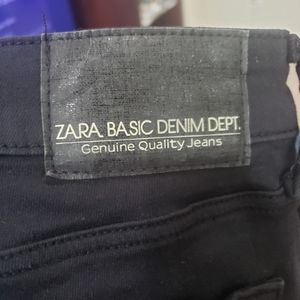 ZARA. BASIC DENIM DEPT.
Genuine Quality Jeans